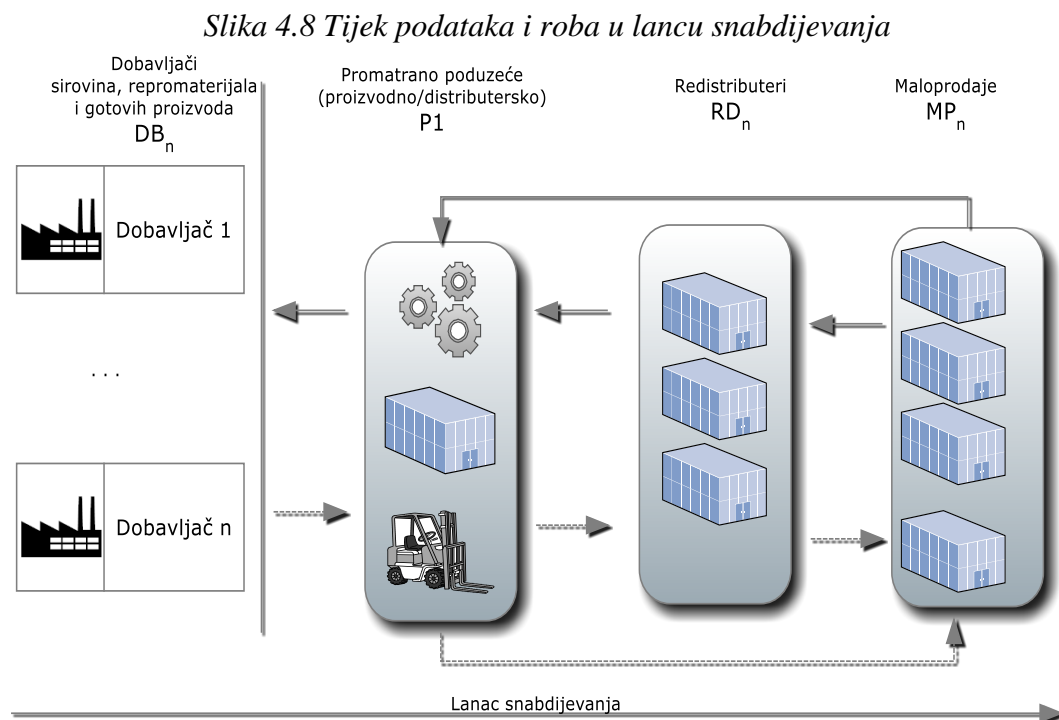 Slika 4.8 Tijek podataka i roba u lancu snabdijevanja
Dobavljači
sirovina, repromaterijala
i gotovih proizvoda
DBn
Promatrano poduzeće
(proizvodno/distributersko)
P1
Redistributeri
RDn
Maloprodaje
MPn
Dobavljač 1
. . .
Dobavljač n
Lanac snabdijevanja